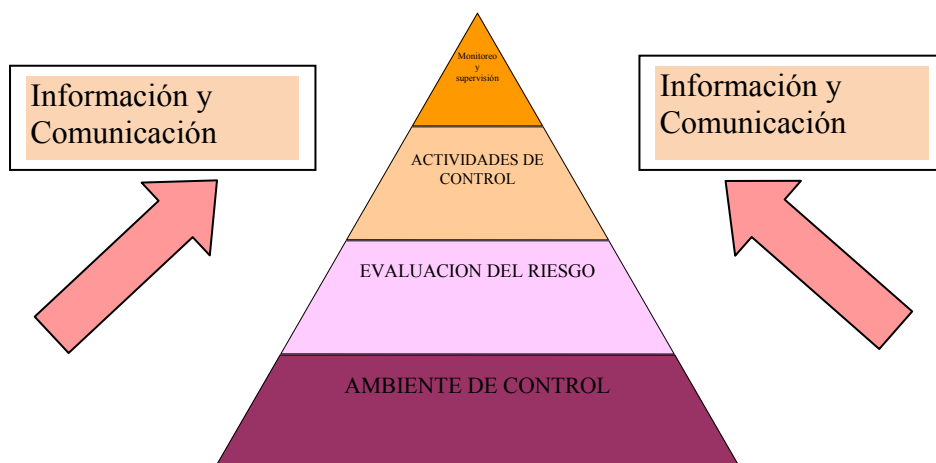 Monitoreo
y
supervisión
Información y
Comunicación
Información y
Comunicación
ACTIVIDADES DE
CONTROL
EVALUACION DEL RIESGO
AMBIENTE DE CONTROL